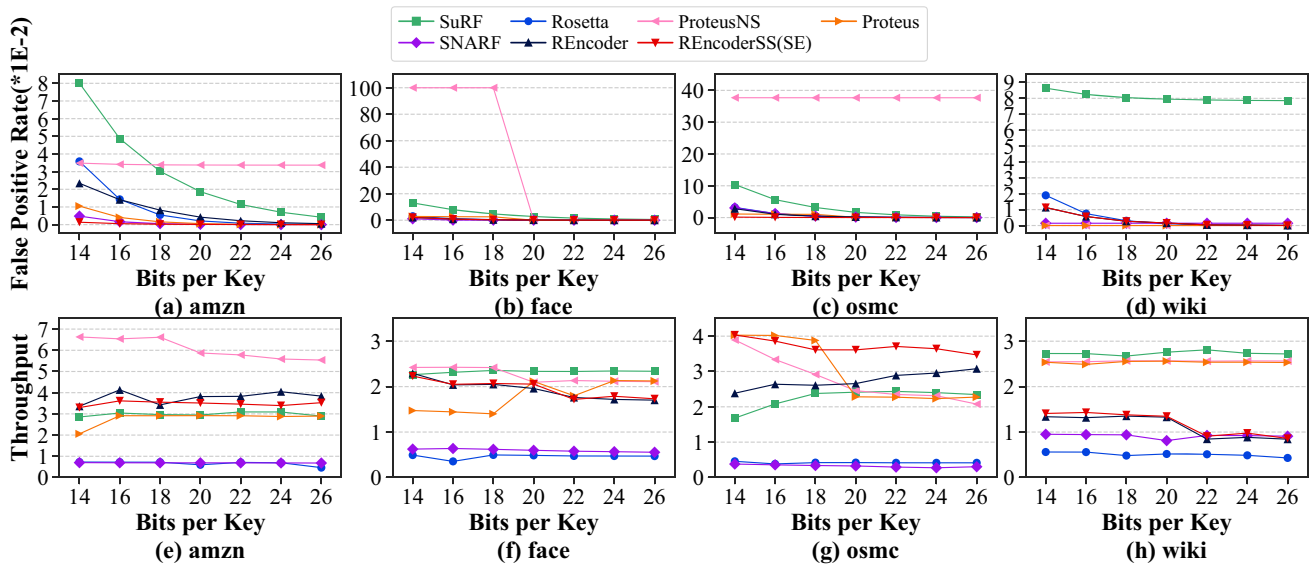 SuRF Rosetta ProteusNS Proteus
SNARF REncoder REncoderSS(SE)
False Positive Rate(*1E-2)
8
7
6
5
4
3
2
1
0
14 16 18 20 22 24 26
Bits per Key
(a) amzn
100
80
60
40
20
0
14 16 18 20 22 24 26
Bits per Key
(b) face
40
30
20
10
0
14 16 18 20 22 24 26
Bits per Key
(c) osmc
9
8
7
6
5
4
3
2
1
0
14 16 18 20 22 24 26
Bits per Key
(d) wiki
Throughput
7
6
5
4
3
2
1
0
14 16 18 20 22 24 26
Bits per Key
(e) amzn
3
2
1
0
14 16 18 20 22 24 26
Bits per Key
(f) face
4
3
2
1
0
14 16 18 20 22 24 26
Bits per Key
(g) osmc
3
2
1
0
14 16 18 20 22 24 26
Bits per Key
(h) wiki